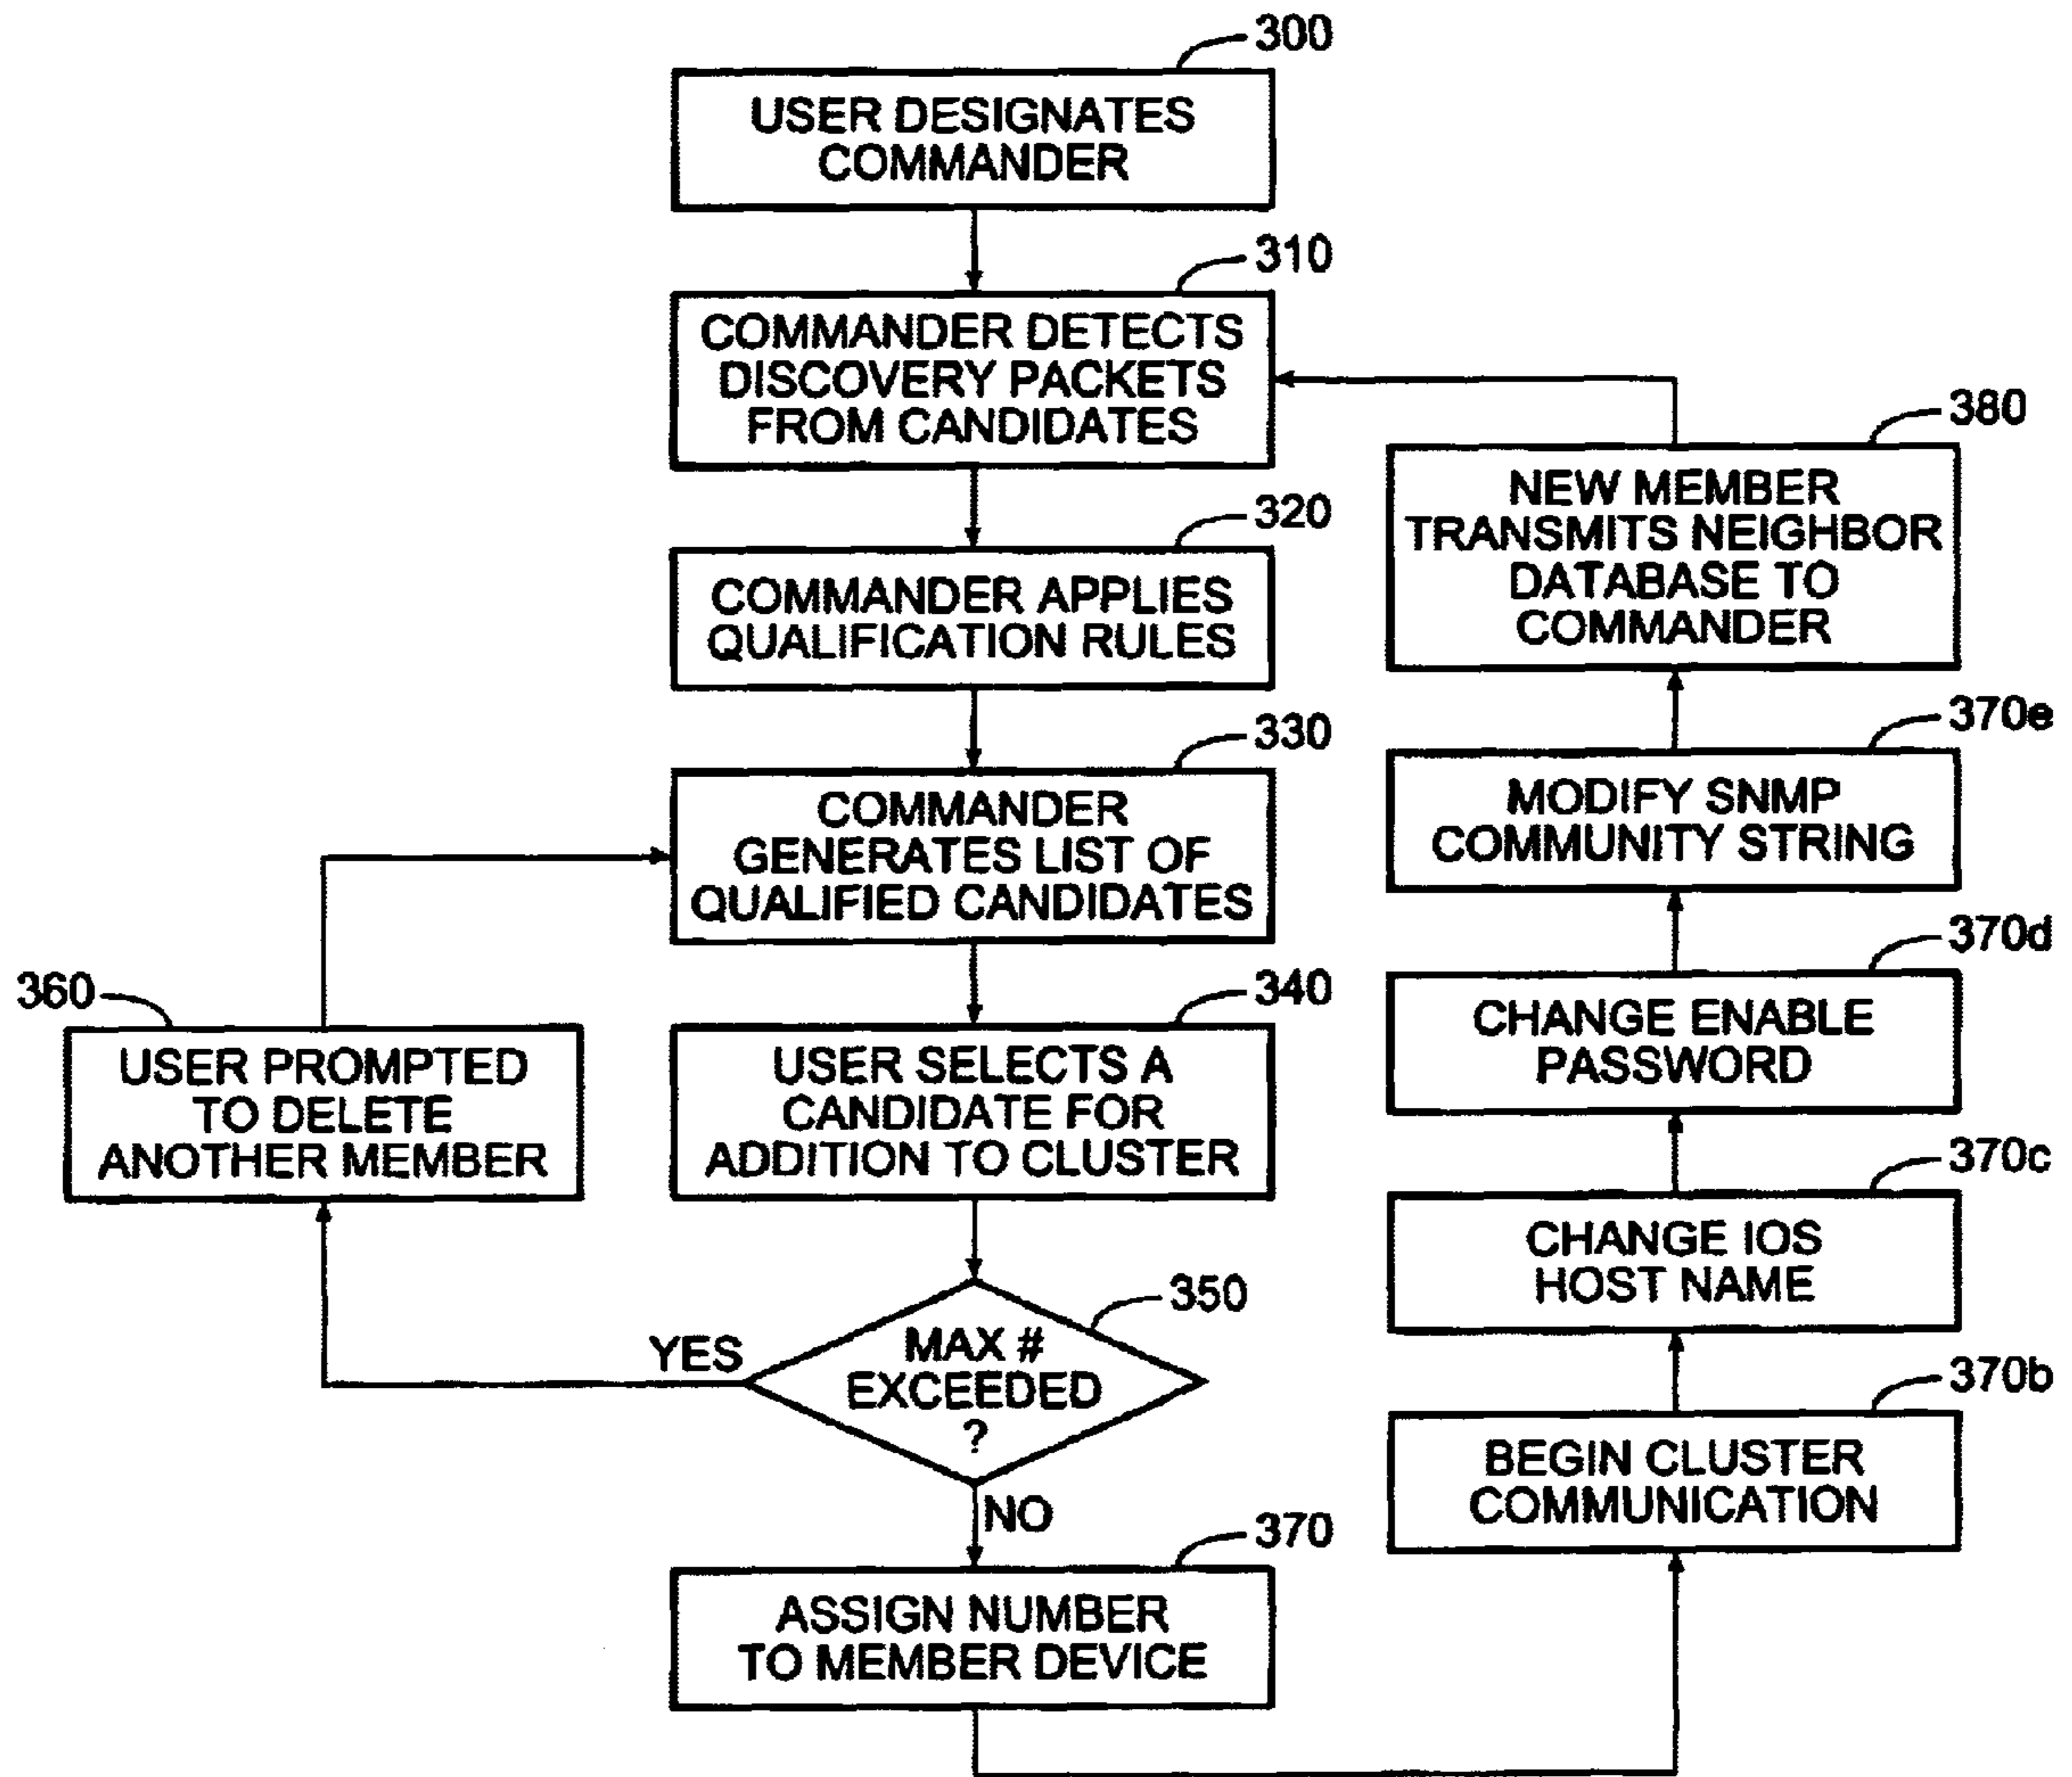 300
USER DESIGNATES
COMMANDER
310
COMMANDER DETECTS
DISCOVERY PACKETS
FROM CANDIDATES
320
COMMANDER APPLIES
QUALIFICATION RULES
330
COMMANDER
GENERATES LIST OF
QUALIFIED CANDIDATES
340
USER SELECTS A
CANDIDATE FOR
ADDITION TO CLUSTER
350
MAX #
EXCEEDED
?
YES
360
USER PROMPTED
TO DELETE
ANOTHER MEMBER
NO
370
ASSIGN NUMBER
TO MEMBER DEVICE
370b
BEGIN CLUSTER
COMMUNICATION
370c
CHANGE IOS
HOST NAME
370d
CHANGE ENABLE
PASSWORD
370e
MODIFY SNMP
COMMUNITY STRING
380
NEW MEMBER
TRANSMITS NEIGHBOR
DATABASE TO
COMMANDER